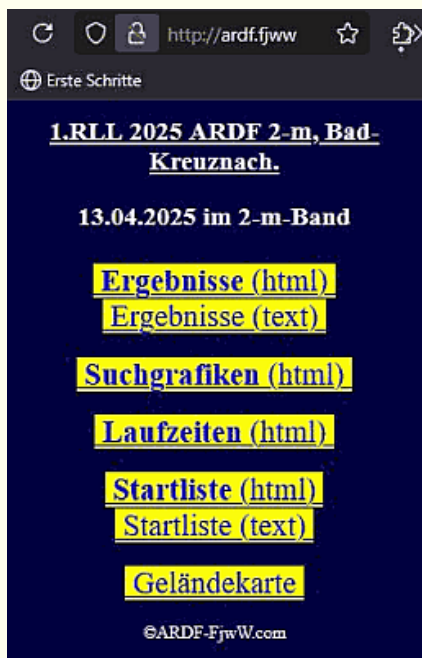 http://ardf.fjww
Erste Schritte
1.RLL 2025 ARDF 2-m, Bad-
Kreuznach.
13.04.2025 im 2-m-Band
Ergebnisse (html)
Ergebnisse (text)
Suchgrafiken (html)
Laufzeiten (html)
Startliste (html)
Startliste (text)
Geländekarte
©ARDF-FjwW.com